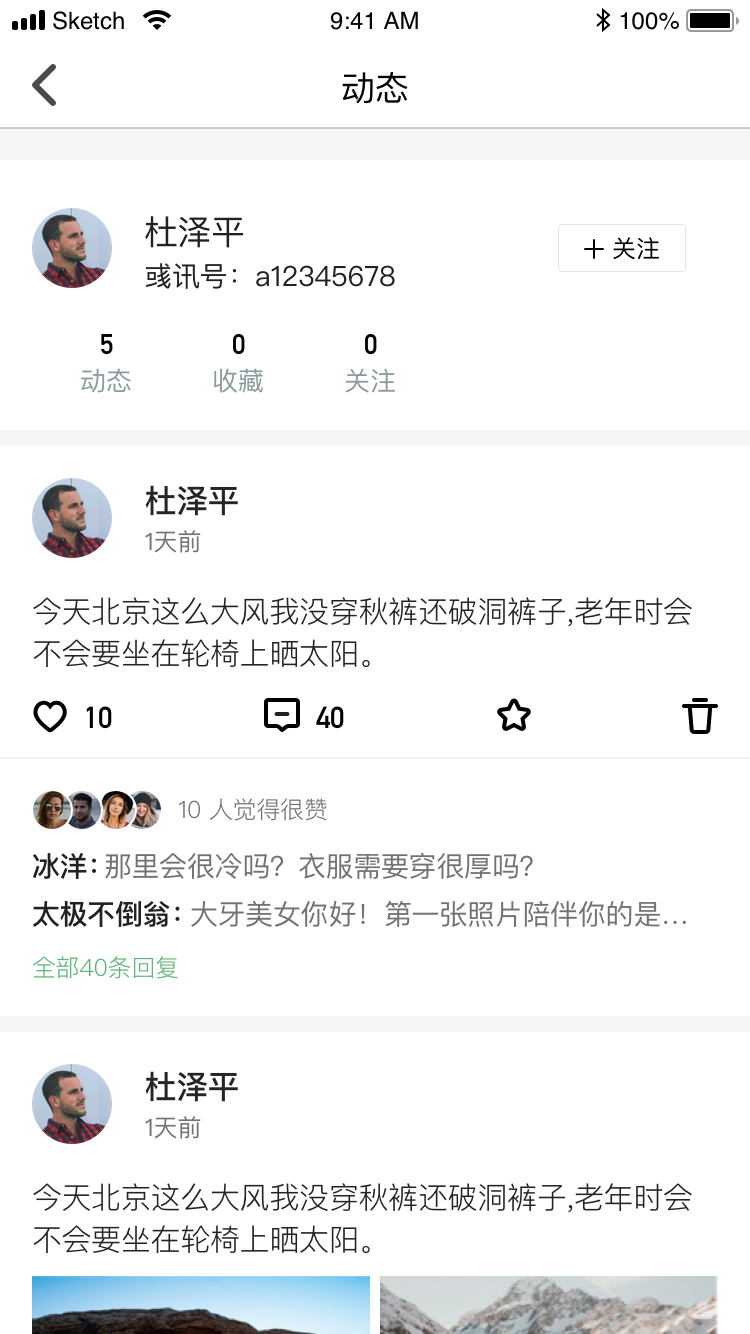 Sketch 9:41 AM 100%
动态
杜泽平
彧讯号：a12345678
+ 关注
5 0 0
动态 收藏 关注
杜泽平
1天前
今天北京这么大风我没穿秋裤还破洞裤子,老年时会
不会要坐在轮椅上晒太阳。
10 40
10 人觉得很赞
冰洋：那里会很冷吗？衣服需要穿很厚吗？
太极不倒翁：大牙美女你好！第一张照片陪伴你的是...
全部40条回复
杜泽平
1天前
今天北京这么大风我没穿秋裤还破洞裤子,老年时会
不会要坐在轮椅上晒太阳。